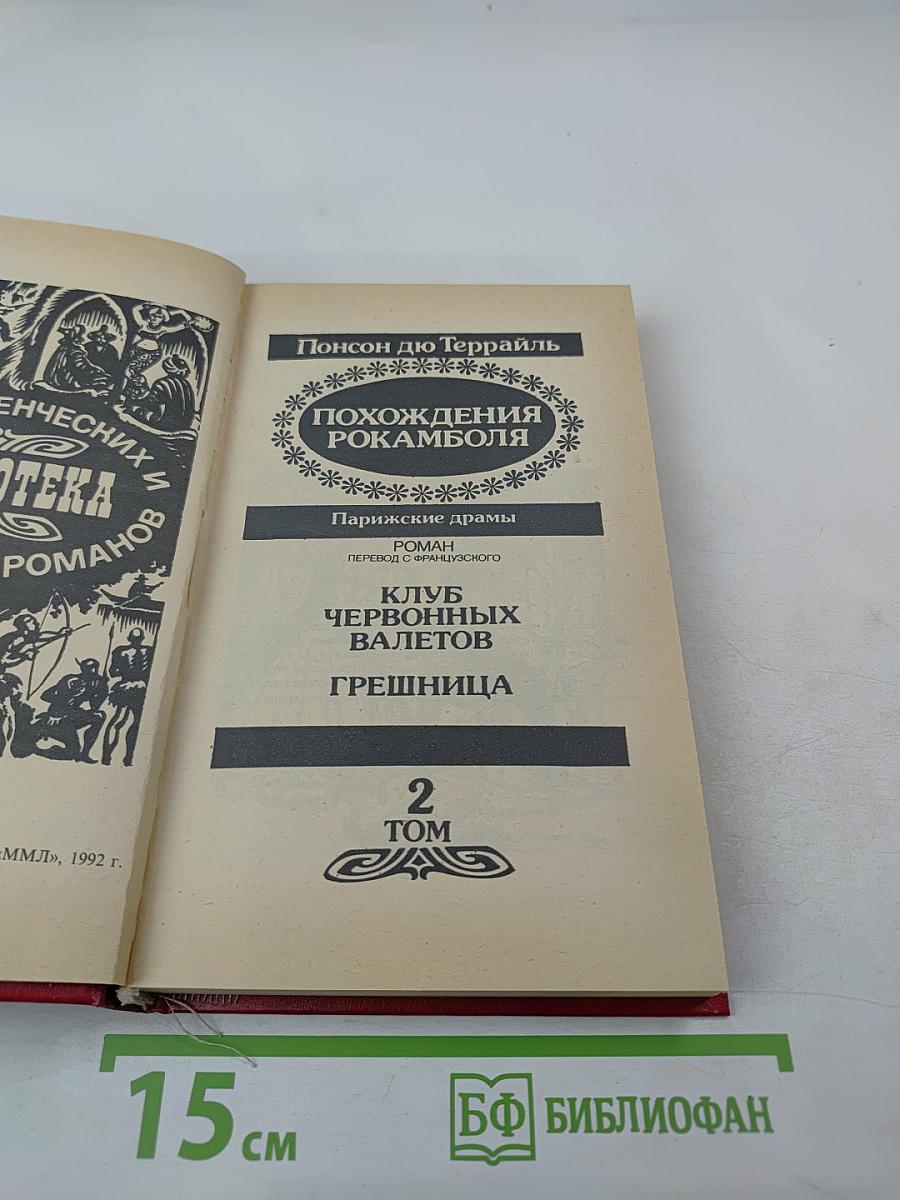 ОТЕКА
РОМАНОВ
«ММЛ», 1992 г.
Понсон дю Террайль
ПОХОЖДЕНИЯ
РОКАМБОЛЯ
Парижские драмы
РОМАН
ПЕРЕВОД С ФРАНЦУЗСКОГО
КЛУБ
ЧЕРВОННЫХ
ВАЛЕТОВ
ГРЕШНИЦА
2
ТОМ
15 см
БФ БИБЛИОФАН